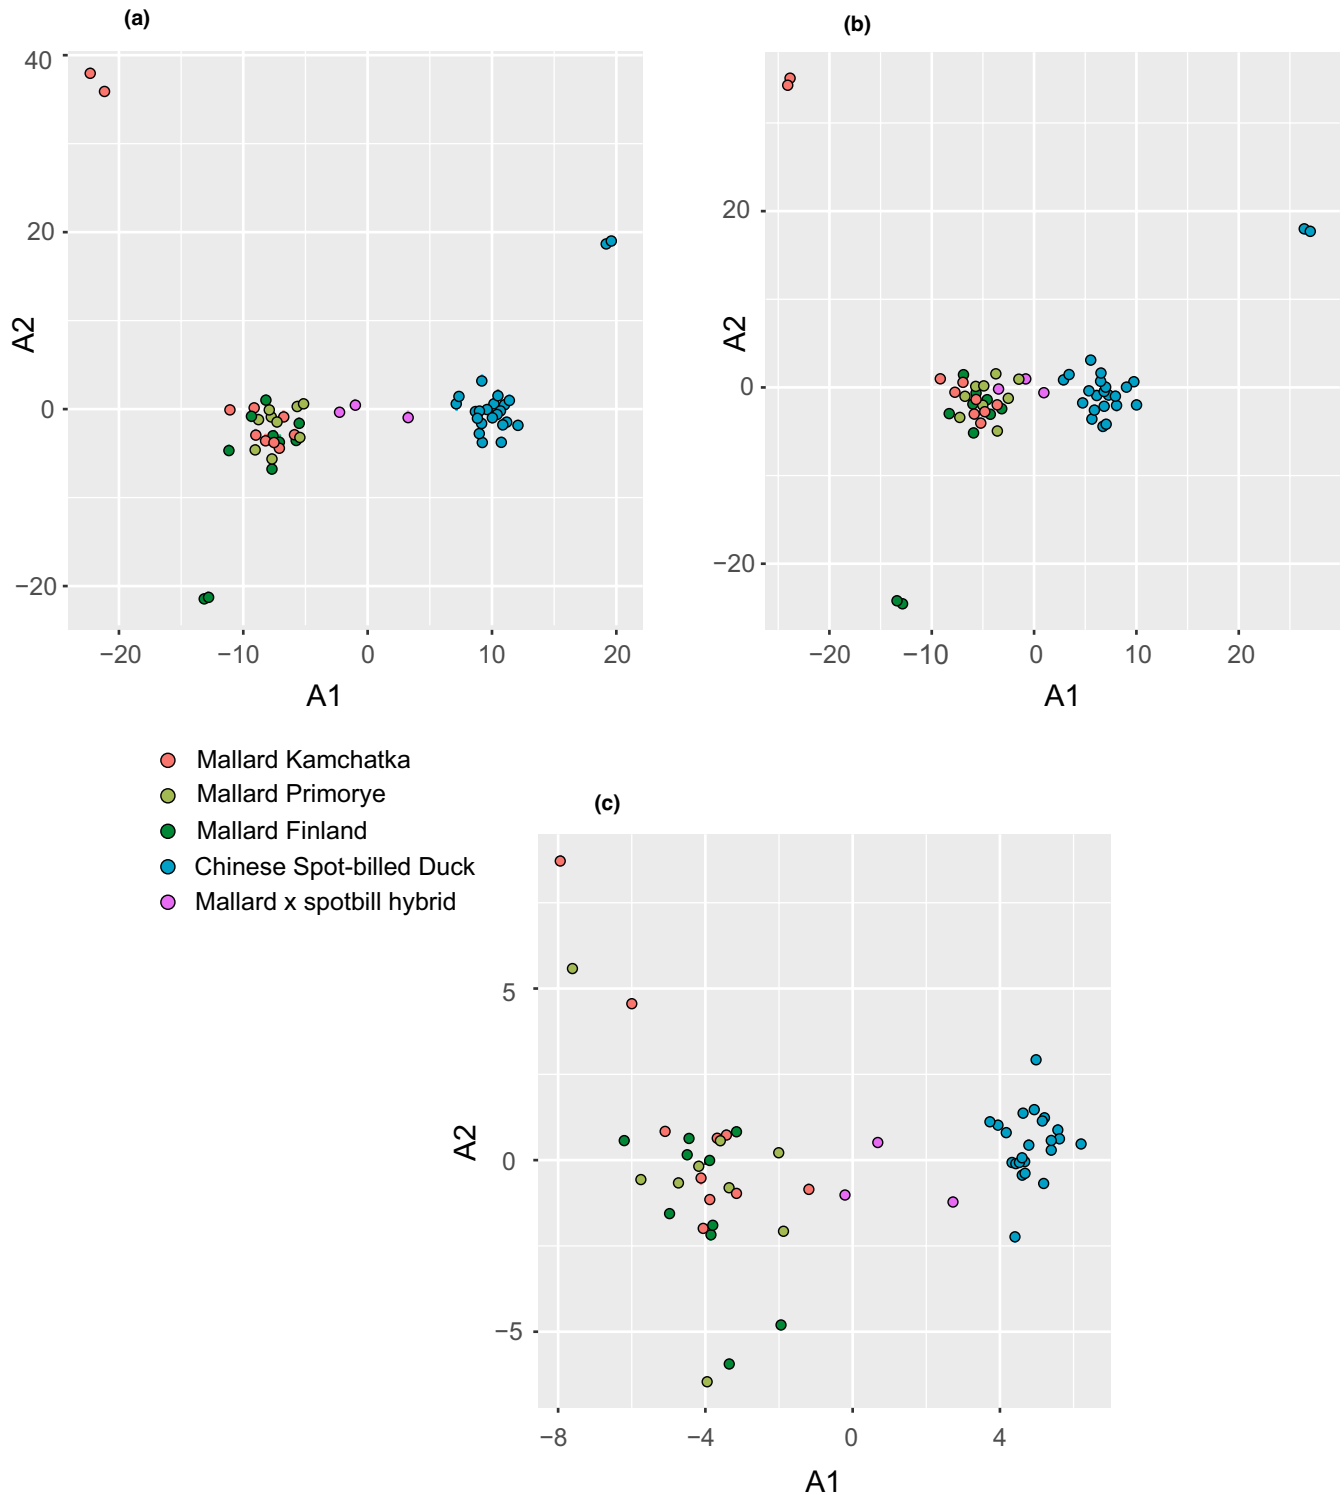 (a)
(b)
40
20
0
−20
A2
−20 −10 0 10 20
A1
20
0
−20
A2
−20 −10 0 10 20
A1
Mallard Kamchatka
Mallard Primorye
Mallard Finland
Chinese Spot-billed Duck
Mallard x spotbill hybrid
(c)
5
0
−5
A2
−8 −4 0 4
A1